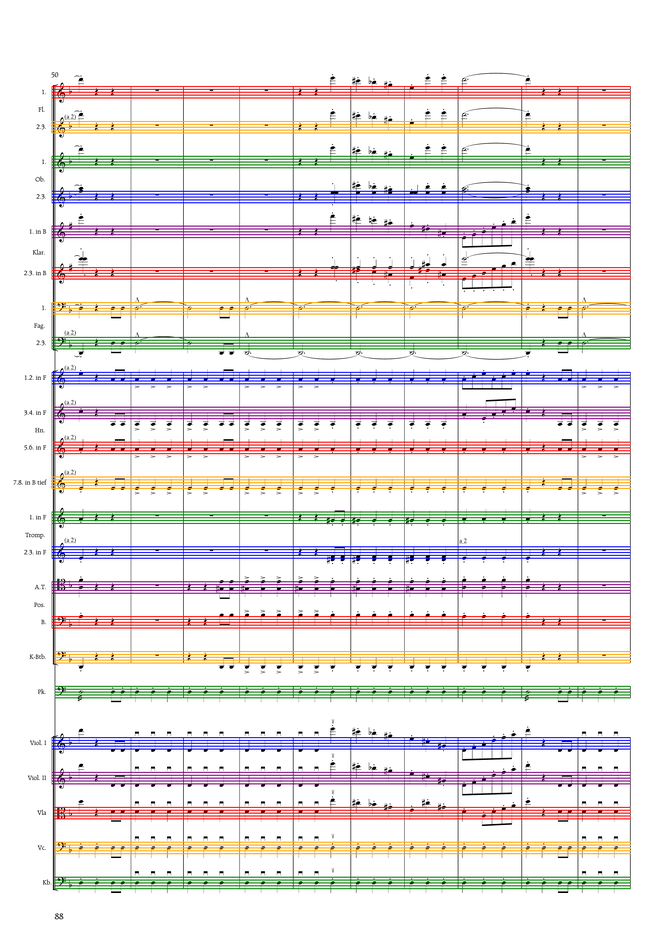 50
1.
Fl.
(a 2)
2.3.
1.
Ob.
2.3.
1. in B
Klar.
2.3. in B
1.
Fag.
(a 2)
2.3.
(a 2)
1.2. in F
(a 2)
3.4. in F
Hn.
(a 2)
5.6. in F
(a 2)
7.8. in B tief
1. in F
Tromp.
(a 2)
a 2
2.3. in F
A.T.
Pos.
B.
K-Btb.
Pk.
Viol. I
Viol. II
Vla
Vc.
Kb.
88